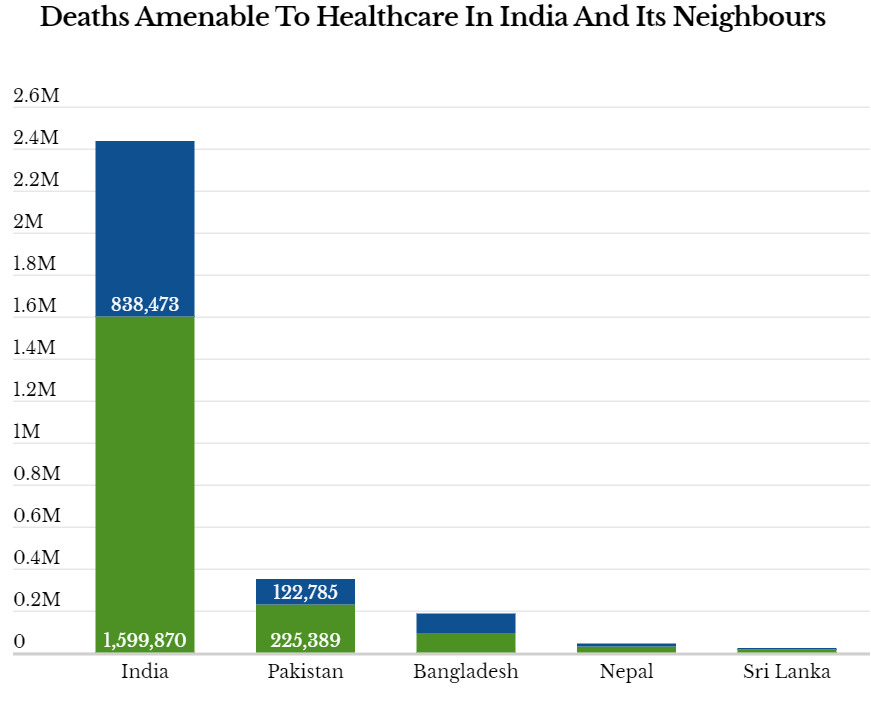 Deaths Amenable To Healthcare In India And Its Neighbours
2.6M
2.4M
2.2M
2M
1.8M
838,473
1.6M
1.4M
1.2M
1M
0.8M
0.6M
0.4M
122,785
0.2M
0
1,599,870
225,389
India
Pakistan
Bangladesh
Nepal
Sri Lanka